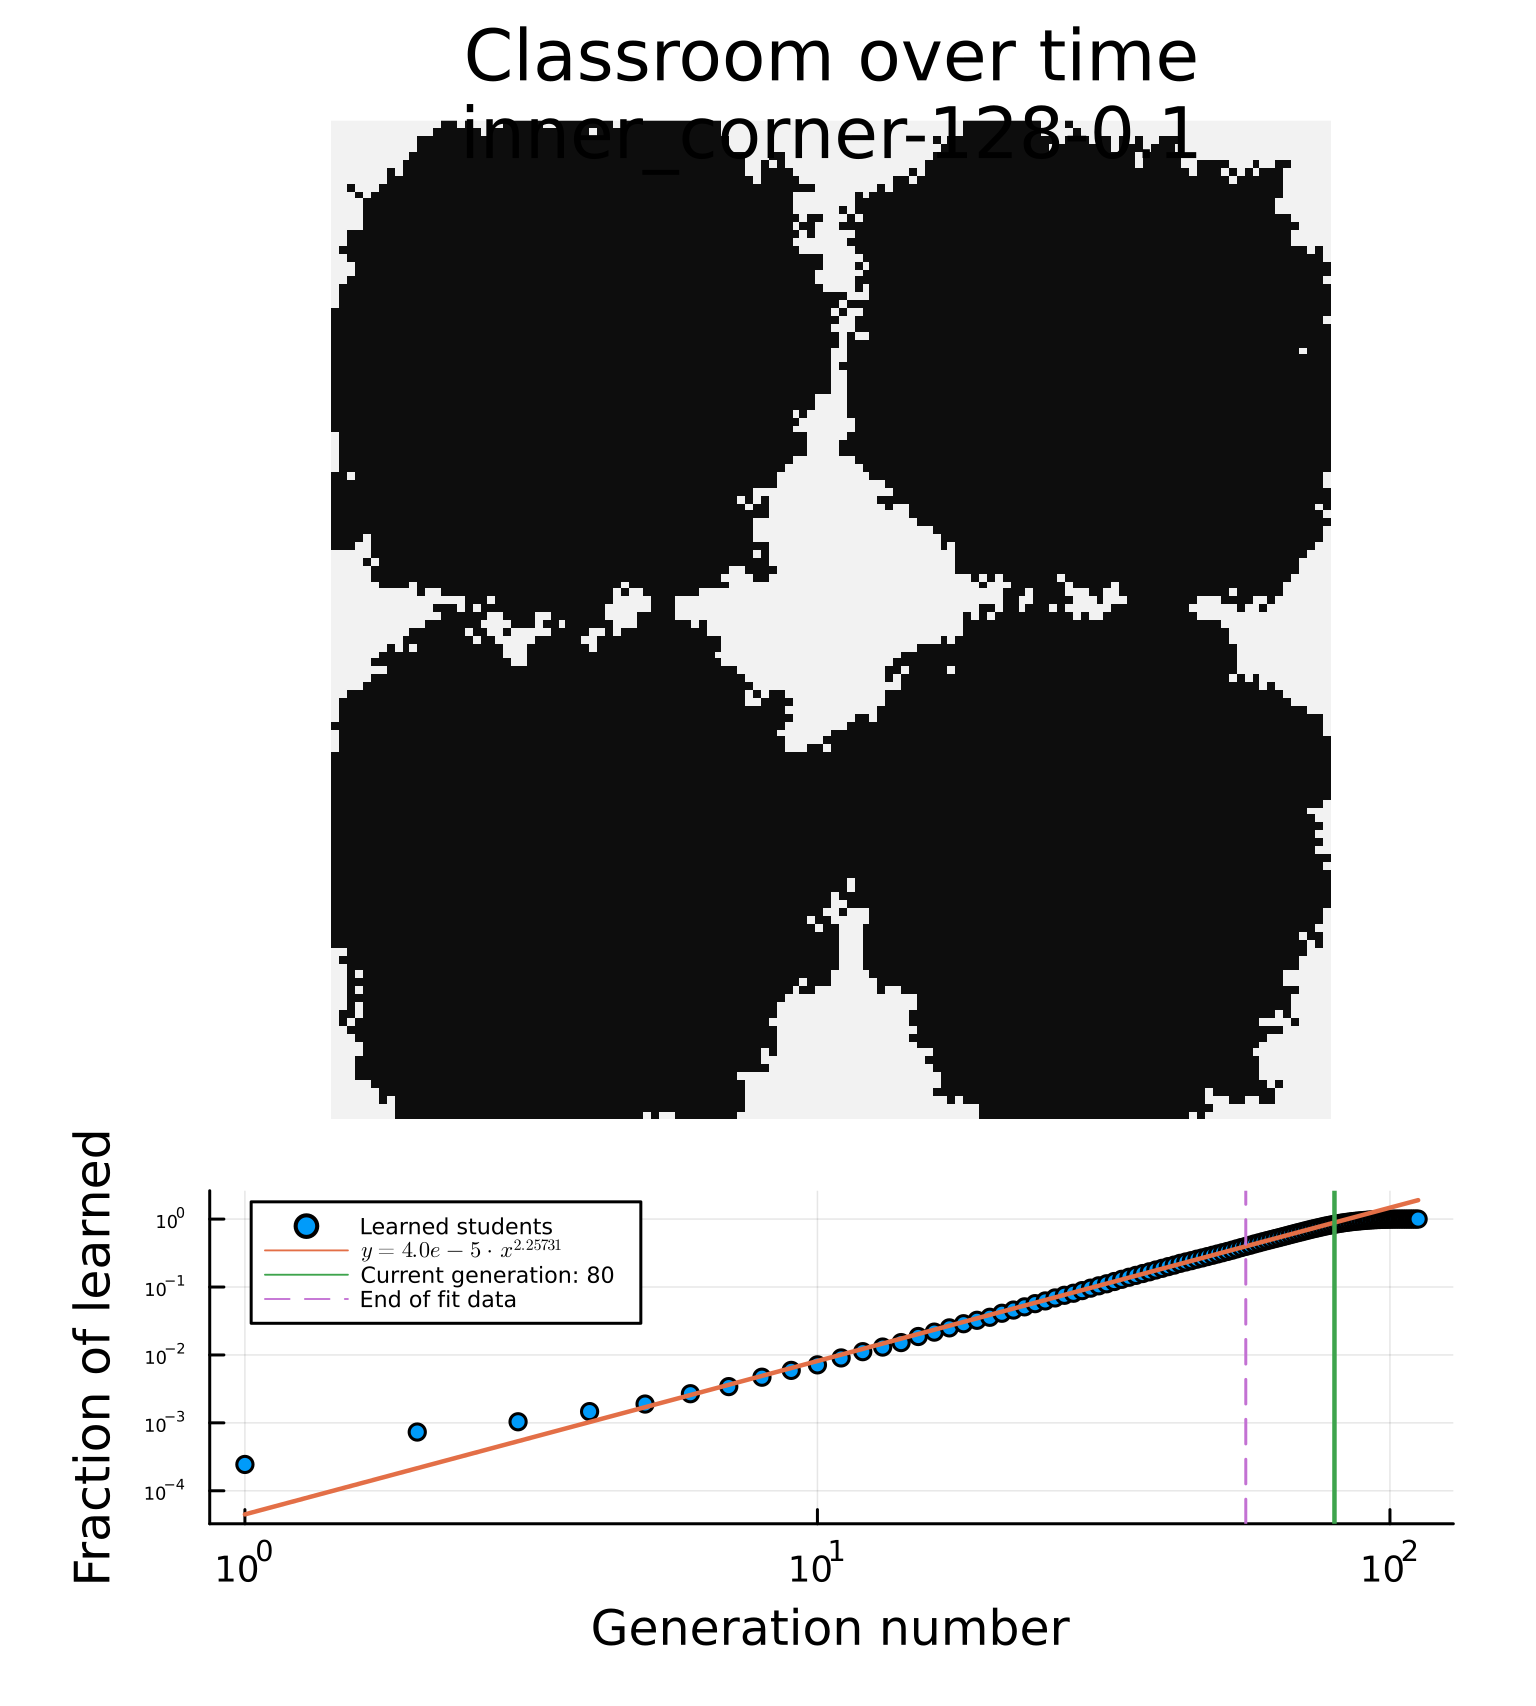 Classroom over time
inner_corner-128-0.1
Fraction of learned
10^0
10^−1
10^−2
10^−3
10^−4
Learned students
y = 4.0e − 5 · x^2.25731
Current generation: 80
End of fit data
10^0
10^1
10^2
Generation number